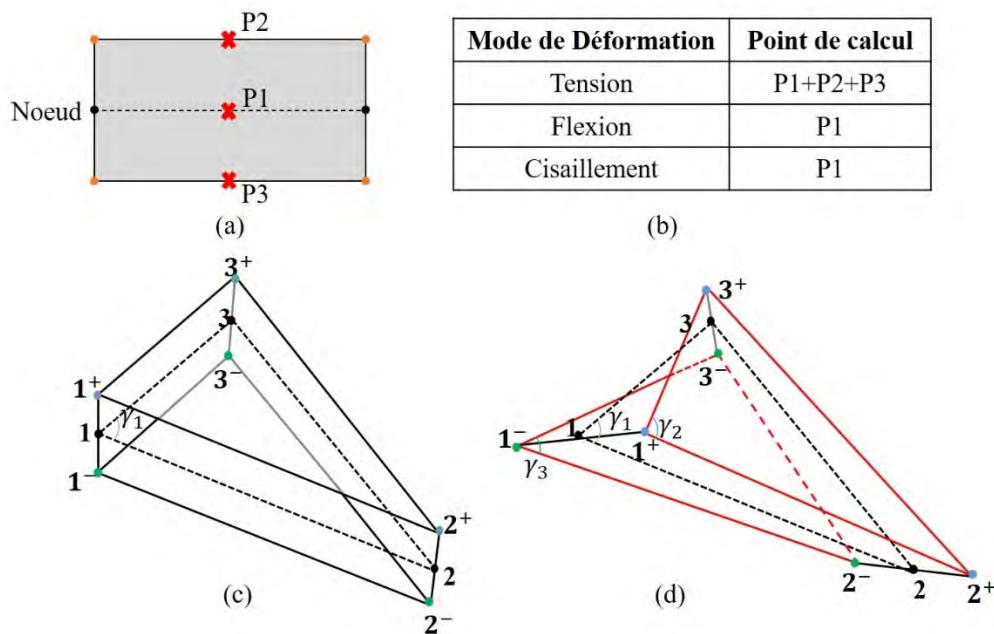 P2
Noeud
P1
P3
(a)
Mode de Déformation Point de calcul
Tension P1+P2+P3
Flexion P1
Cisaillement P1
(b)
3⁺
3
3⁻
1⁺
1
γ₁
1⁻
2⁺
2
2⁻
(c)
3⁺
3
3⁻
1⁻
1
γ₁
γ₂
1⁺
γ₃
2⁻
2
2⁺
(d)